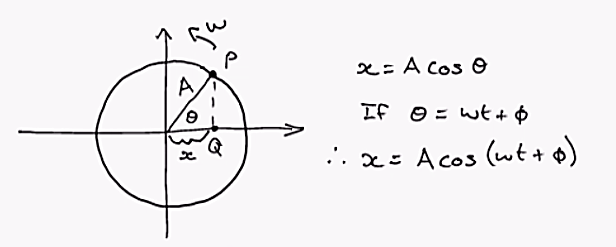 ω
P
A
θ
x
Q
x = A cos θ
If θ = ωt + ϕ
∴ x = A cos (ωt + ϕ)